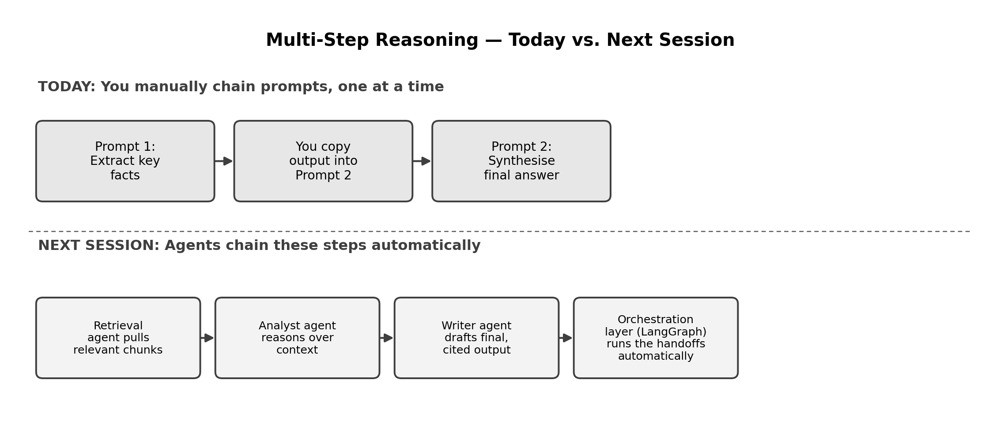 Multi-Step Reasoning — Today vs. Next Session
TODAY: You manually chain prompts, one at a time
Prompt 1:
Extract key
facts
You copy
output into
Prompt 2
Prompt 2:
Synthesise
final answer
NEXT SESSION: Agents chain these steps automatically
Retrieval
agent pulls
relevant chunks
Analyst agent
reasons over
context
Writer agent
drafts final,
cited output
Orchestration
layer (LangGraph)
runs the handoffs
automatically